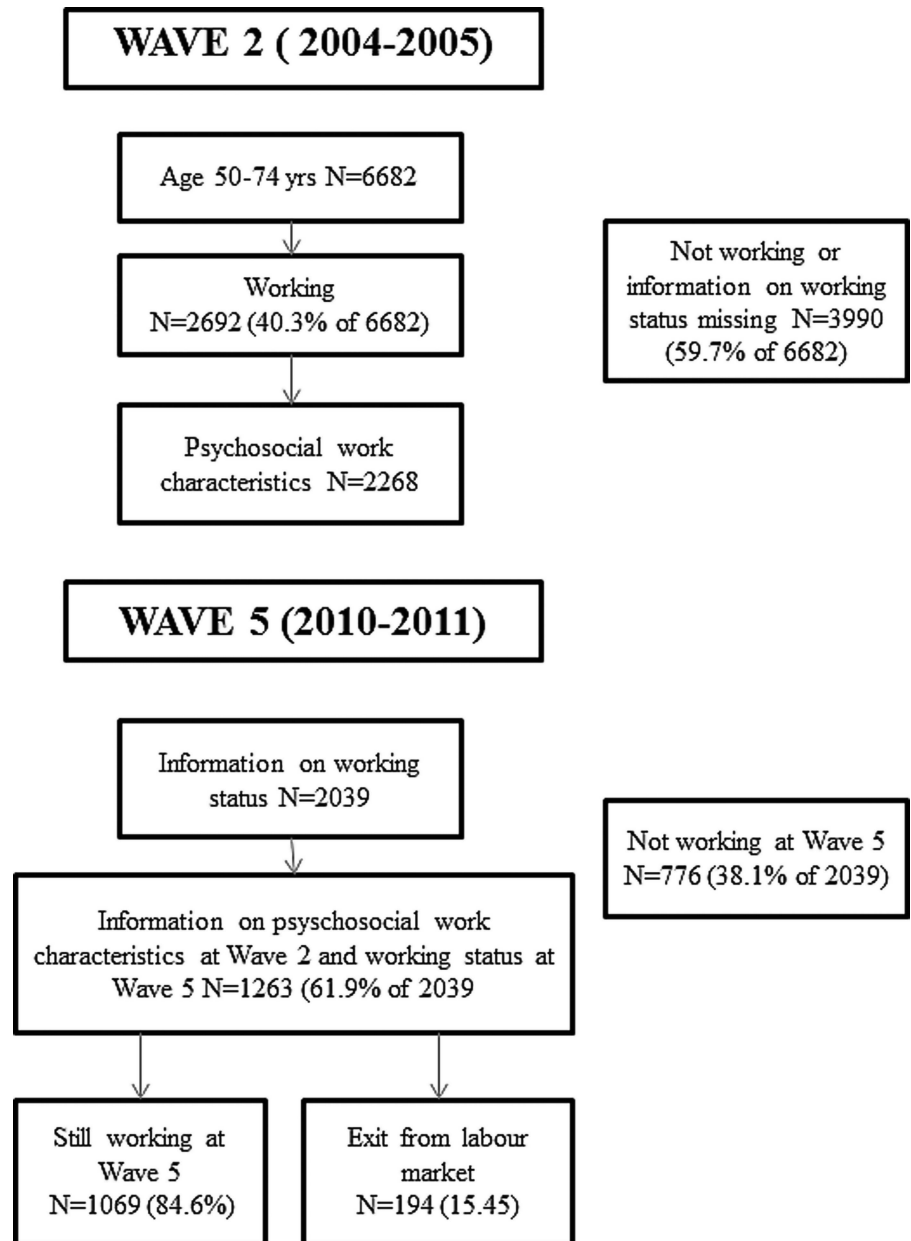 WAVE 2 ( 2004-2005)
Age 50-74 yrs N=6682
Working
N=2692 (40.3% of 6682)
Not working or
information on working
status missing N=3990
(59.7% of 6682)
Psychosocial work
characteristics N=2268
WAVE 5 (2010-2011)
Information on working
status N=2039
Not working at Wave 5
N=776 (38.1% of 2039)
Information on psyschosocial work
characteristics at Wave 2 and working status at
Wave 5 N=1263 (61.9% of 2039
Still working at
Wave 5
N=1069 (84.6%)
Exit from labour
market
N=194 (15.45)